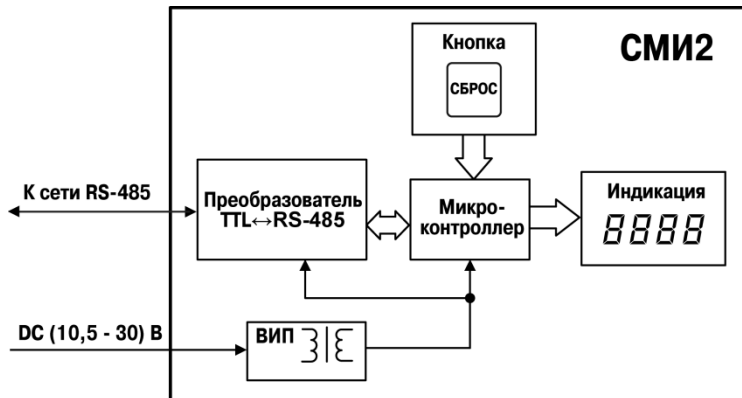 СМИ2
Кнопка
СБРОС
К сети RS-485
Преобразователь
TTL↔RS-485
Микро-
контроллер
Индикация
8888
DC (10,5 - 30) В
ВИП